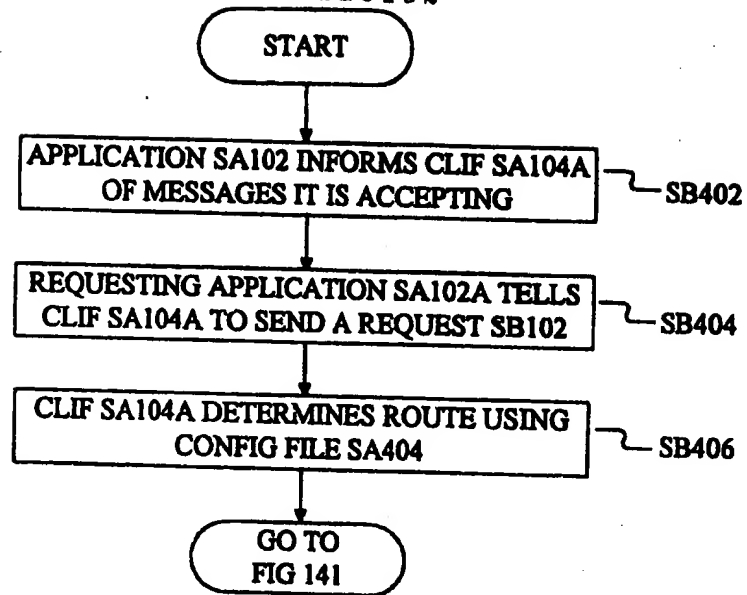 START
APPLICATION SA102 INFORMS CLIF SA104A
OF MESSAGES IT IS ACCEPTING
SB402
REQUESTING APPLICATION SA102A TELLS
CLIF SA104A TO SEND A REQUEST SB102
SB404
CLIF SA104A DETERMINES ROUTE USING
CONFIG FILE SA404
SB406
GO TO
FIG 141